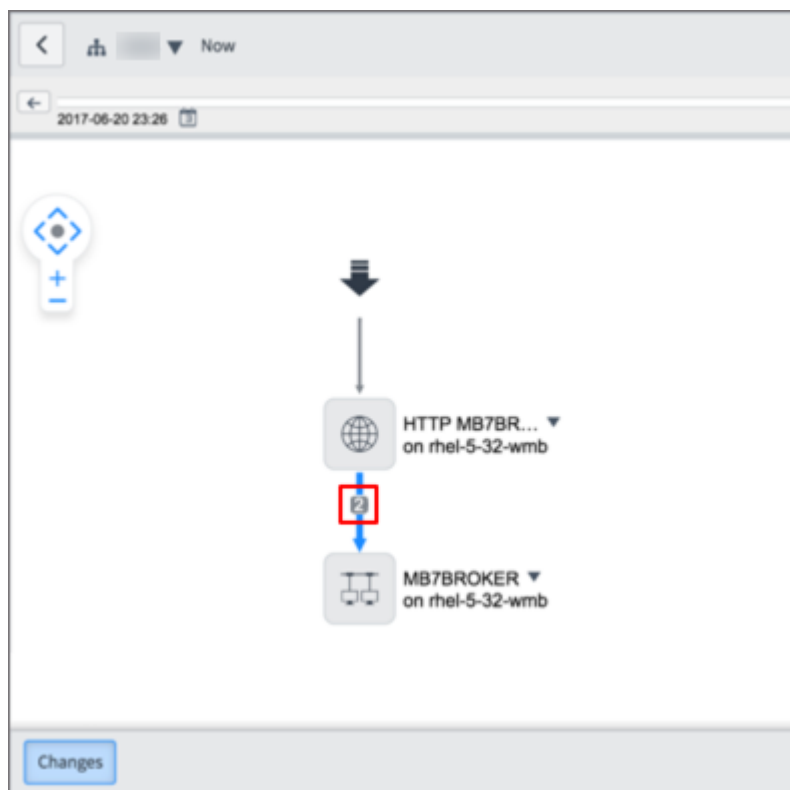 Now
2017-06-20 23:26
HTTP MB7BR...
on rhel-5-32-wmb
2
MB7BROKER
on rhel-5-32-wmb
Changes